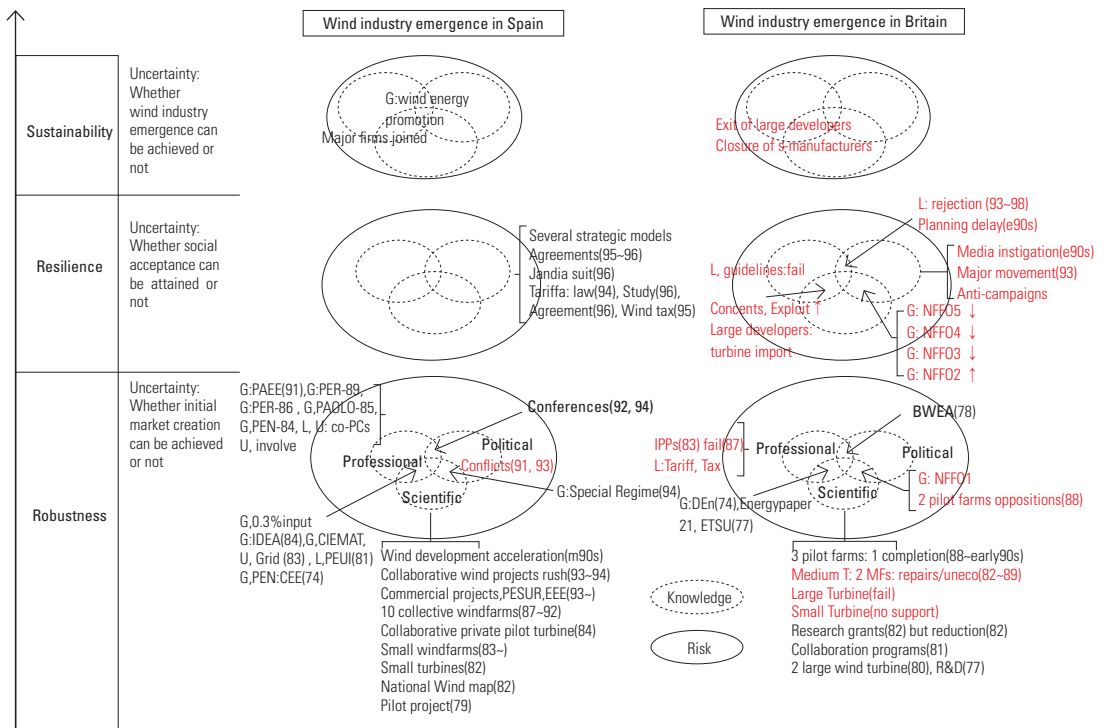 Wind industry emergence in Spain
Wind industry emergence in Britain
Sustainability
Uncertainty:
Whether
wind industry
emergence can
be achieved or
not
G:wind energy
promotion
Major firms joined
Exit of large developers
Closure of s-manufacturers
Resilience
Uncertainty:
Whether social
acceptance can
be attained or
not
Several strategic models
Agreements(95~96)
Jandia suit(96)
Tariffa: law(94), Study(96),
Agreement(96), Wind tax(95)
L: rejection (93~98)
Planning delay(e90s)
Media instigation(e90s)
Major movement(93)
Anti-campaigns
L, guidelines:fail
Concents, Exploit ↑
Large developers:
turbine import
G: NFFO5 ↓
G: NFFO4 ↓
G: NFFO3 ↓
G: NFFO2 ↑
Robustness
Uncertainty:
Whether initial
market creation
can be achieved
or not
G:PAEE(91),G:PER-89,
G:PER-86 , G,PAOLO-85,
G,PEN-84, L, U: co-PCs
U, involve
Conferences(92, 94)
Political
Professional
Conflicts(91, 93)
Scientific
G:Special Regime(94)
G,0.3%input
G:IDEA(84),G,CIEMAT,
U, Grid (83) , L,PEUI(81)
G,PEN:CEE(74)
Wind development acceleration(m90s)
Collaborative wind projects rush(93~94)
Commercial projects,PESUR,EEE(93~)
10 collective windfarms(87~92)
Collaborative private pilot turbine(84)
Small windfarms(83~)
Small turbines(82)
National Wind map(82)
Pilot project(79)
BWEA(78)
IPPs(83) fail(87)
L:Tariff, Tax
Professional
Political
Scientific
G: NFFO1
2 pilot farms oppositions(88)
G:DEn(74),Energypaper
21, ETSU(77)
3 pilot farms: 1 completion(88~early90s)
Medium T: 2 MFs: repairs/uneco(82~89)
Large Turbine(fail)
Small Turbine(no support)
Research grants(82) but reduction(82)
Collaboration programs(81)
2 large wind turbine(80), R&D(77)
Knowledge
Risk